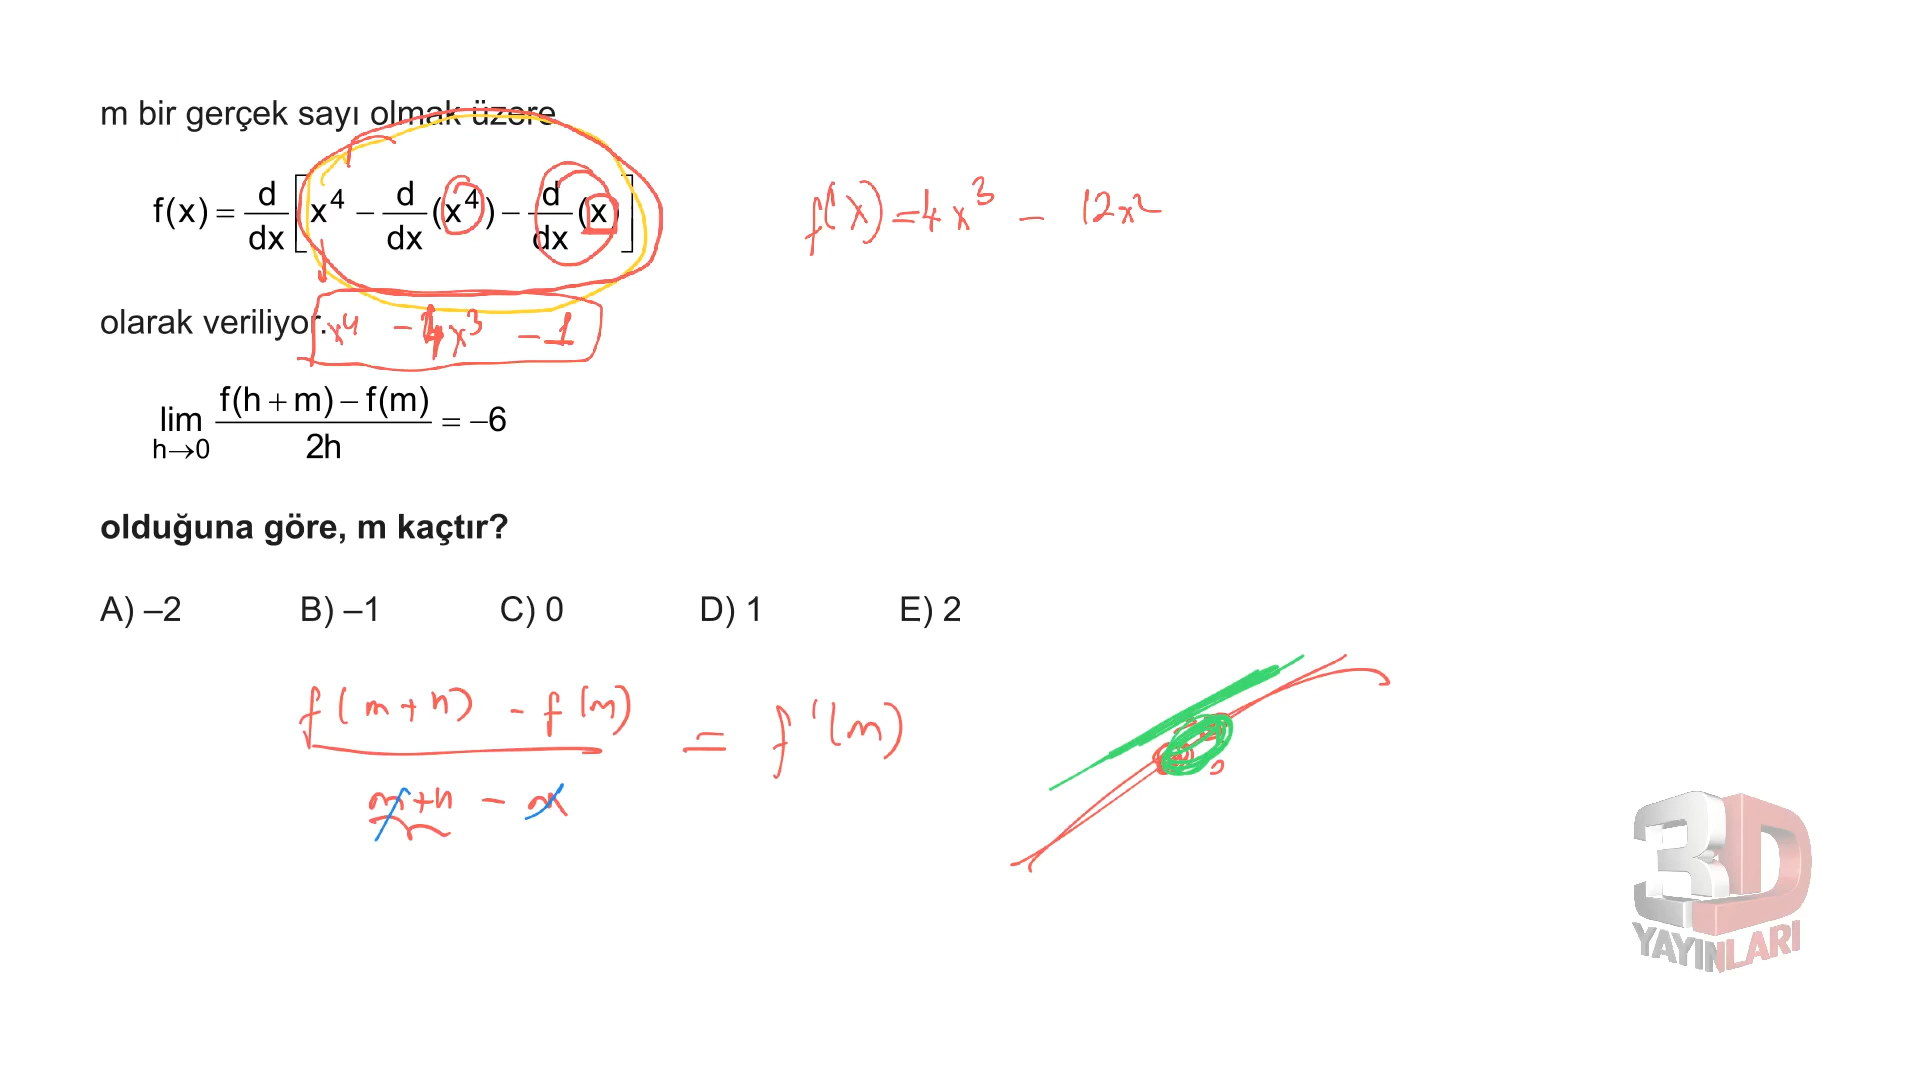 m bir gerçek sayı olmak üzere
f(x) = d/dx [x⁴ − d/dx (x⁴) − d/dx (x)]
f(x) = 4x³ − 12x²
olarak veriliyor.
x⁴ − 4x³ − 1
lim h→0 f(h + m) − f(m) / 2h = −6
olduğuna göre, m kaçtır?
A) –2 B) –1 C) 0 D) 1 E) 2
f(m+h) − f(m) / m+h − m = f'(m)
3D
YAYINLARI